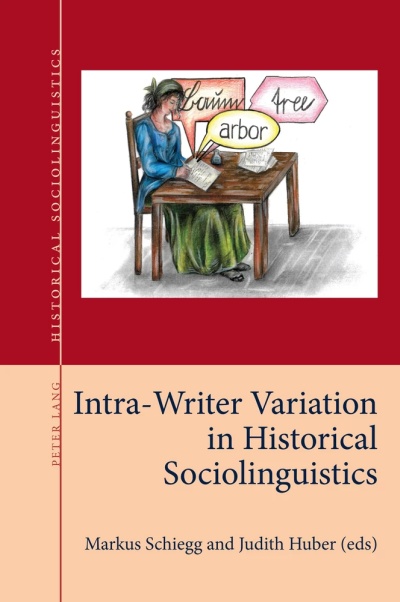 HISTORICAL SOCIOLINGUISTICS
PETER LANG
Baum
tree
arbor
Intra-Writer Variation
in Historical
Sociolinguistics
Markus Schiegg and Judith Huber (eds)